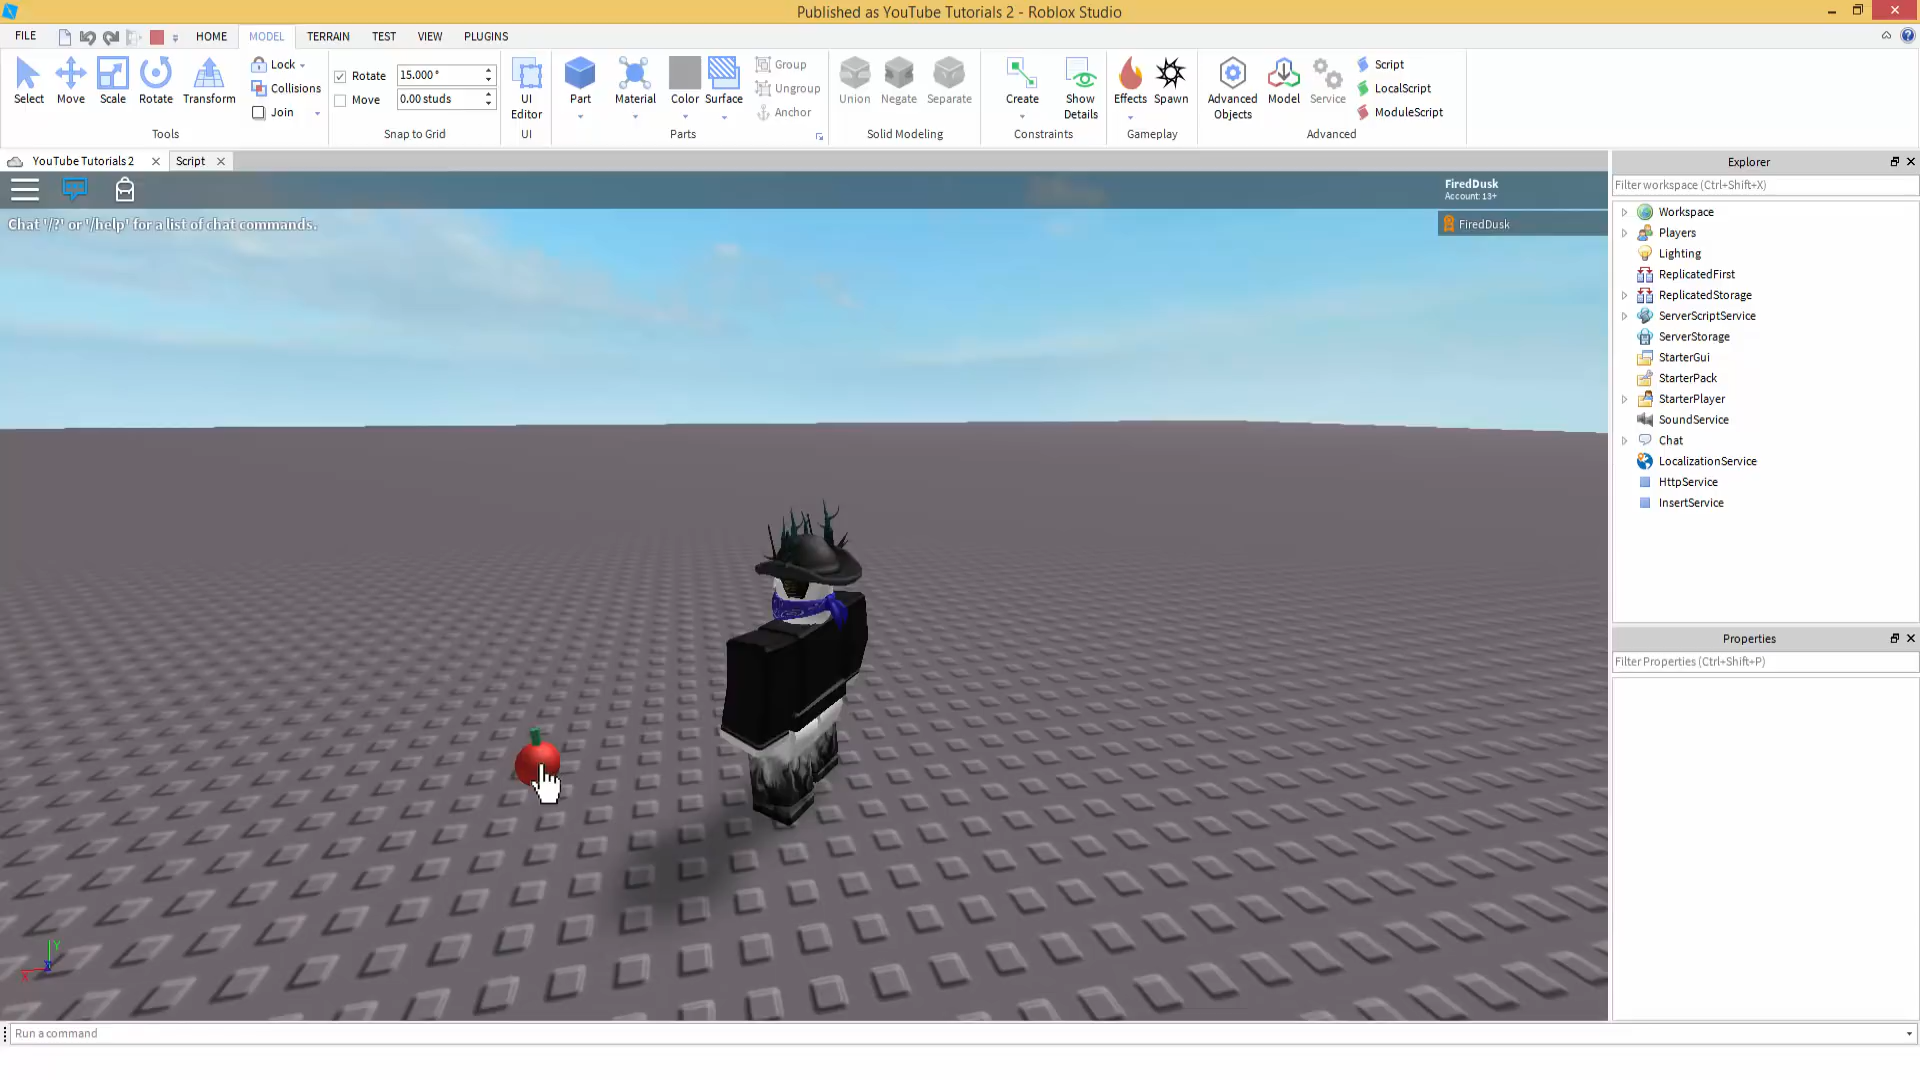 Published as YouTube Tutorials 2 - Roblox Studio
FILE HOME MODEL TERRAIN TEST VIEW PLUGINS
Select Move Scale Rotate Transform
Lock
Collisions
Join
Tools
Rotate 15.000 °
Move 0.00 studs
Snap to Grid
UI Editor
UI
Part Material Color Surface
Group
Ungroup
Anchor
Parts
Union Negate Separate
Solid Modeling
Create Show Details
Constraints
Effects Spawn
Gameplay
Advanced Objects Model Service
Script
LocalScript
ModuleScript
Advanced
YouTube Tutorials 2 Script
FiredDusk
Account: 13+
FiredDusk
Chat '/?' or '/help' for a list of chat commands.
Explorer
Filter workspace (Ctrl+Shift+X)
Workspace
Players
Lighting
ReplicatedFirst
ReplicatedStorage
ServerScriptService
ServerStorage
StarterGui
StarterPack
StarterPlayer
SoundService
Chat
LocalizationService
HttpService
InsertService
Properties
Filter Properties (Ctrl+Shift+P)
Y
X
Run a command